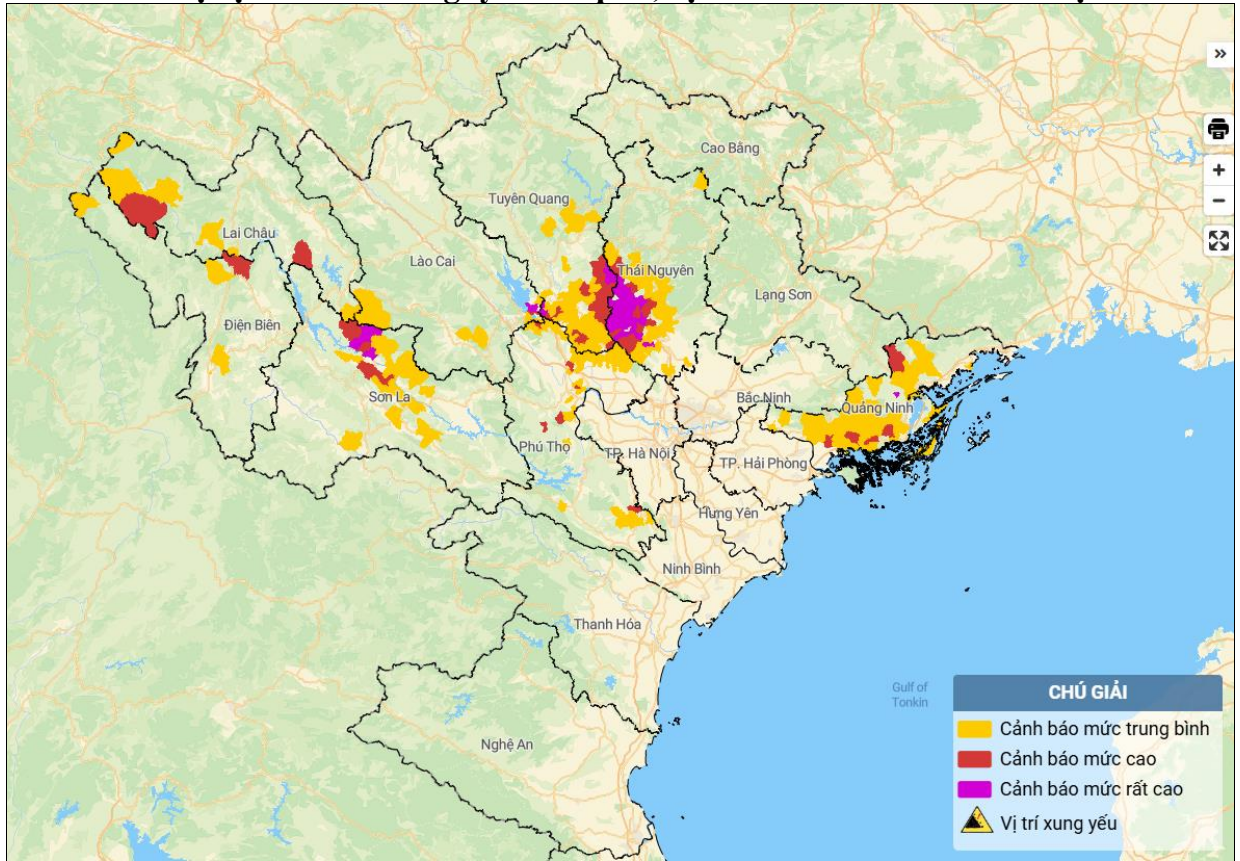 »
Cao Bằng
Tuyên Quang
+
−
Lai Châu
Lào Cai
Thái Nguyên
Lạng Sơn
Điện Biên
Sơn La
Bắc Ninh
Quảng Ninh
Phú Thọ
TP. Hà Nội
TP. Hải Phòng
Hưng Yên
Ninh Bình
Thanh Hóa
Nghệ An
Gulf of
Tonkin
CHÚ GIẢI
Cảnh báo mức trung bình
Cảnh báo mức cao
Cảnh báo mức rất cao
Vị trí xung yếu